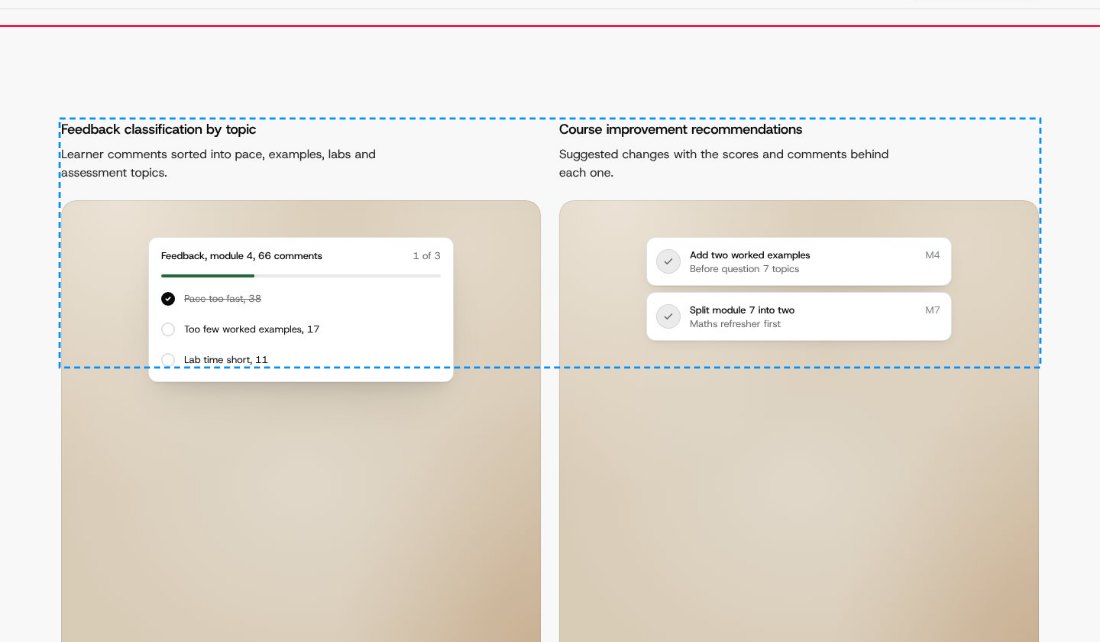 Feedback classification by topic
Learner comments sorted into pace, examples, labs and
assessment topics.
Feedback, module 4, 66 comments
1 of 3
Pace too fast, 38
Too few worked examples, 17
Lab time short, 11
Course improvement recommendations
Suggested changes with the scores and comments behind
each one.
Add two worked examples
M4
Before question 7 topics
Split module 7 into two
M7
Maths refresher first